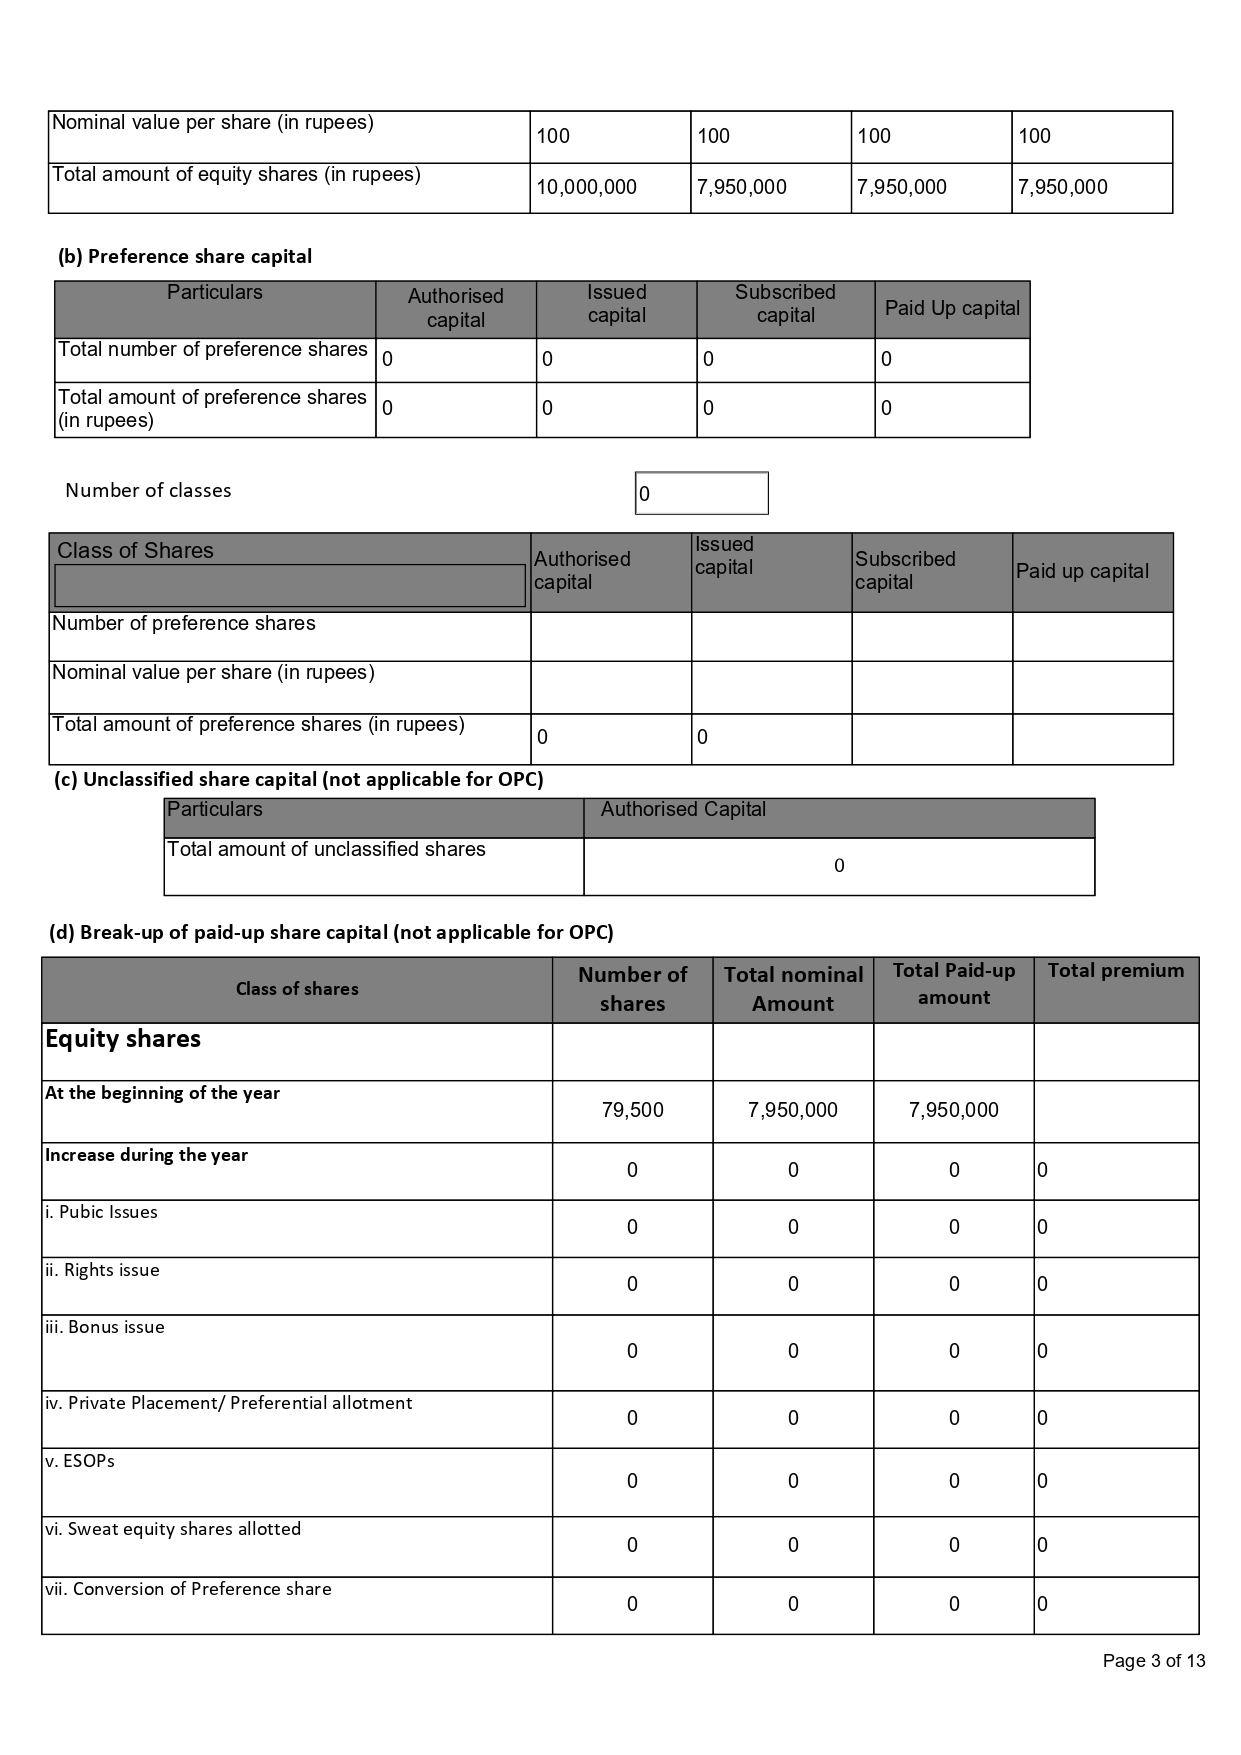 Nominal value per share (in rupees) 100 100 100 100
Total amount of equity shares (in rupees) 10,000,000 7,950,000 7,950,000 7,950,000
(b) Preference share capital
Particulars Authorised capital Issued capital Subscribed capital Paid Up capital
Total number of preference shares 0 0 0 0
Total amount of preference shares (in rupees) 0 0 0 0
Number of classes 0
Class of Shares Authorised capital Issued capital Subscribed capital Paid up capital
Number of preference shares
Nominal value per share (in rupees)
Total amount of preference shares (in rupees) 0 0
(c) Unclassified share capital (not applicable for OPC)
Particulars Authorised Capital
Total amount of unclassified shares 0
(d) Break-up of paid-up share capital (not applicable for OPC)
Class of shares Number of shares Total nominal Amount Total Paid-up amount Total premium
Equity shares
At the beginning of the year 79,500 7,950,000 7,950,000
Increase during the year 0 0 0 0
i. Pubic Issues 0 0 0 0
ii. Rights issue 0 0 0 0
iii. Bonus issue 0 0 0 0
iv. Private Placement/ Preferential allotment 0 0 0 0
v. ESOPs 0 0 0 0
vi. Sweat equity shares allotted 0 0 0 0
vii. Conversion of Preference share 0 0 0 0
Page 3 of 13